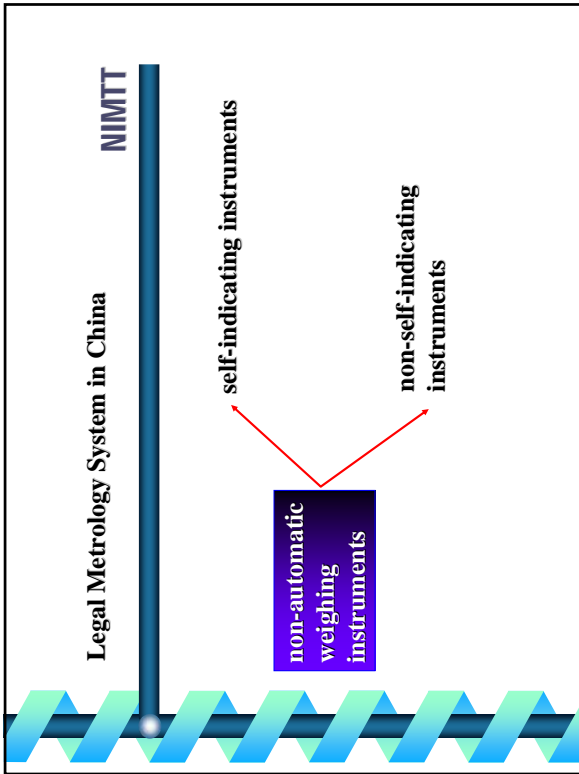 Legal Metrology System in China
NIMTT
non-automatic
weighing
instruments
self-indicating instruments
non-self-indicating
instruments